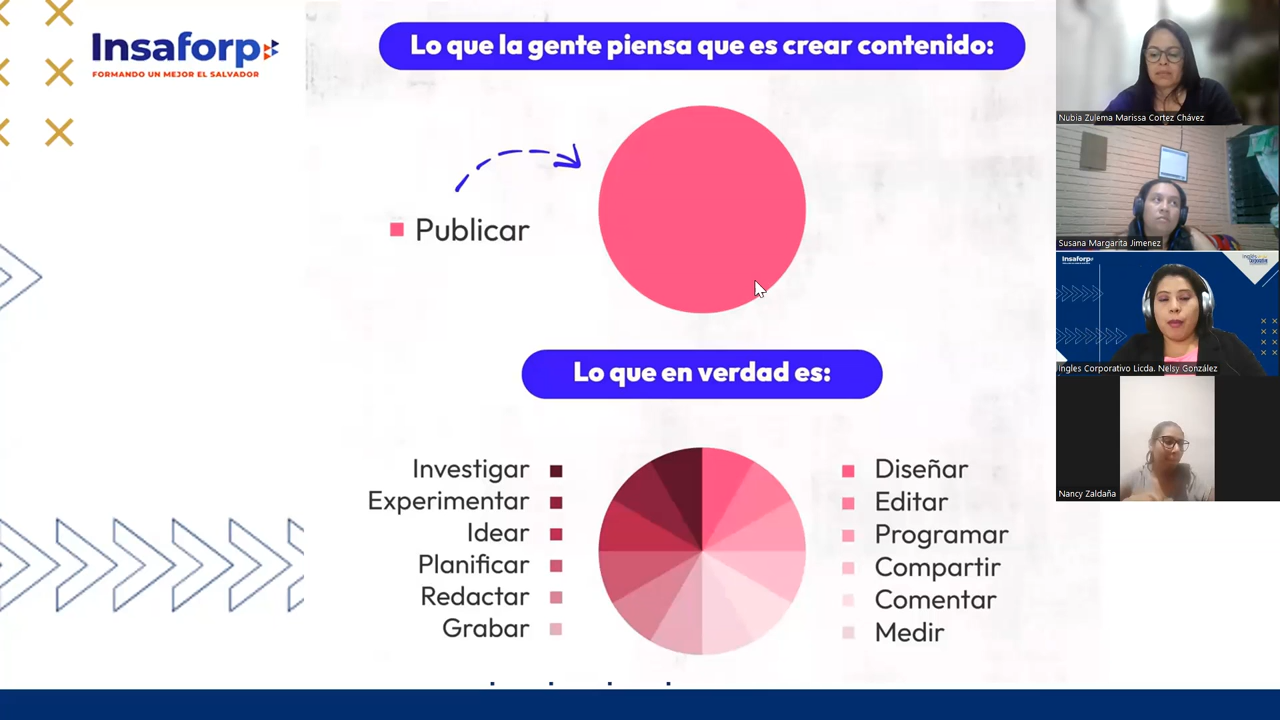 Insaforp
FORMANDO UN MEJOR EL SALVADOR
Lo que la gente piensa que es crear contenido:
Publicar
Lo que en verdad es:
Investigar
Experimentar
Idear
Planificar
Redactar
Grabar
Diseñar
Editar
Programar
Compartir
Comentar
Medir
Nubia Zulema Marissa Cortez Chávez
Susana Margarita Jimenez
Insaforp
Ingles Corporativo Licda. Nelsy González
Nancy Zaldaña